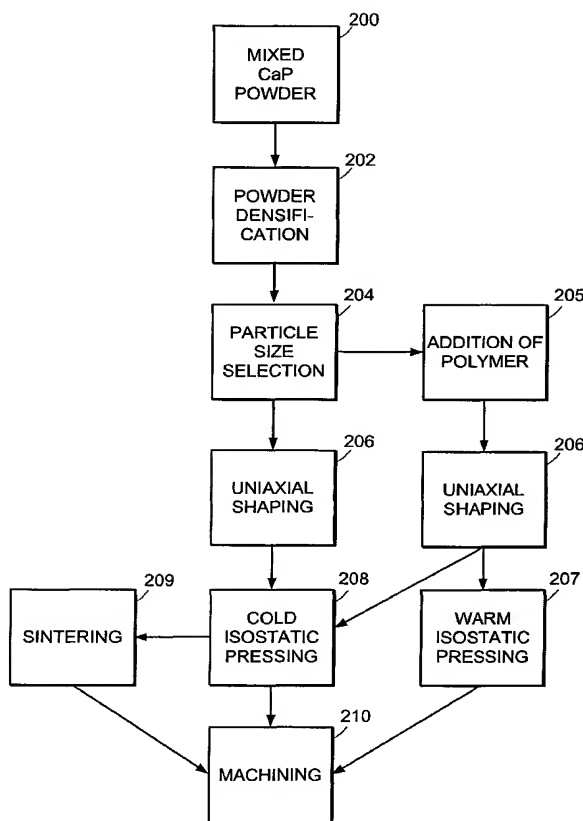 200
MIXED
CaP
POWDER
202
POWDER
DENSIFI-
CATION
204
PARTICLE
SIZE
SELECTION
205
ADDITION OF
POLYMER
206
UNIAXIAL
SHAPING
206
UNIAXIAL
SHAPING
209
SINTERING
208
COLD
ISOSTATIC
PRESSING
207
WARM
ISOSTATIC
PRESSING
210
MACHINING